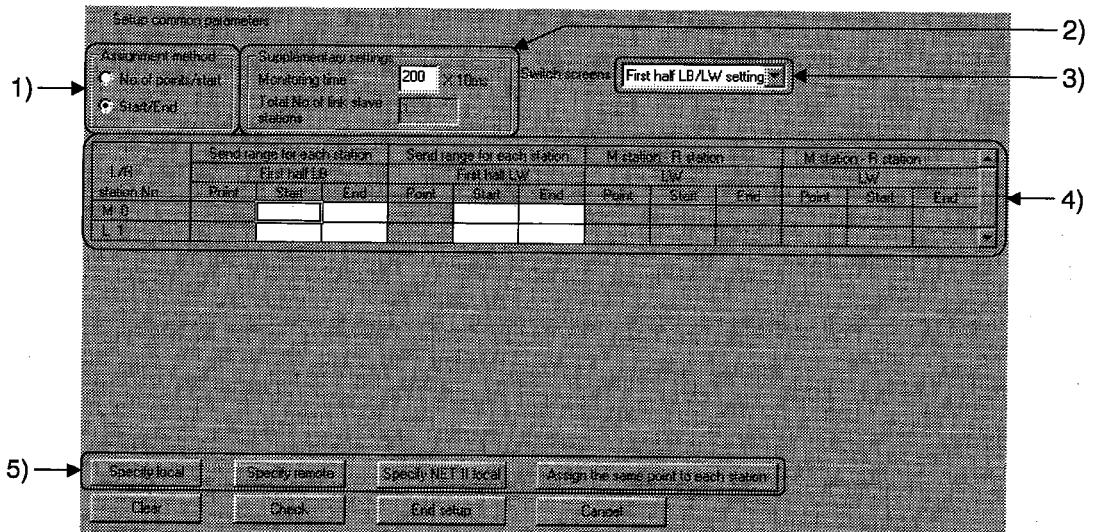 Setup common parameters
2)
Assignment method
Supplementary settings
1)
No. of points/start
Monitoring time
200
X 10ms
Switch screens
First half LB/LW setting
3)
Start/End
Total No of link slave stations
L/R station No.
Send range for each station
Send range for each station
M station - R station
M station - R station
First half LB
First half LW
LW
LW
Point Start End Point Start End Point Start End Point Start End
4)
M 0
L 1
5)
Specify local
Specify remote
Specify NET II local
Assign the same point to each station
Clear
Check
End setup
Cancel